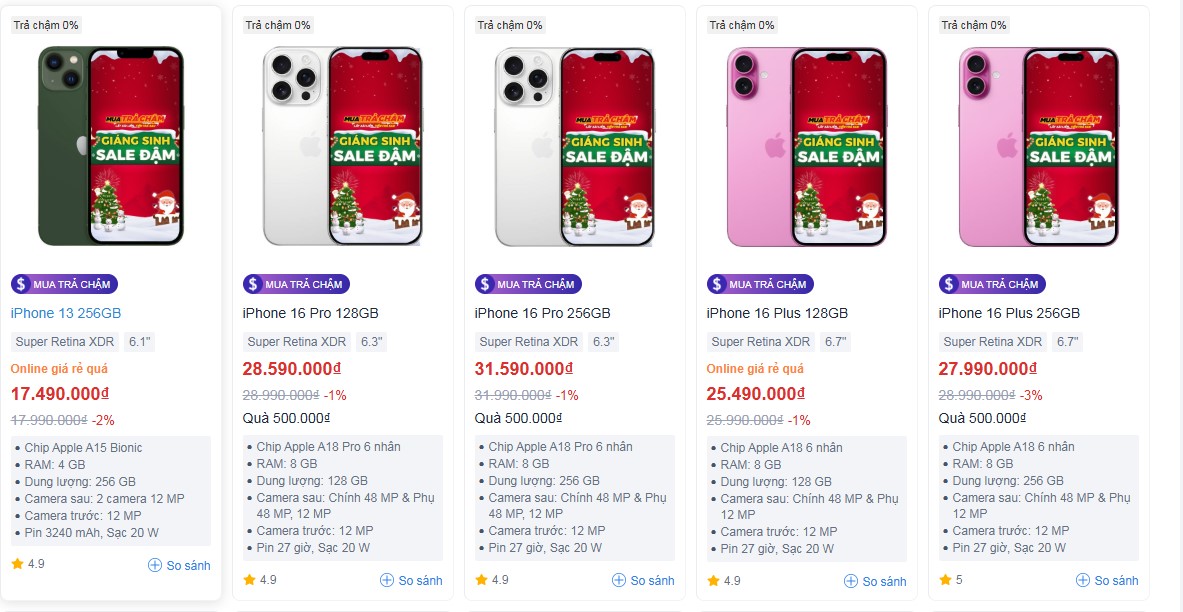 Trả chậm 0%
MUA TRẢ CHẬM
GIÁNG SINH
SALE ĐẬM
MUA TRẢ CHẬM
iPhone 13 256GB
Super Retina XDR 6.1"
Online giá rẻ quá
17.490.000₫
17.990.000₫ -2%
• Chip Apple A15 Bionic
• RAM: 4 GB
• Dung lượng: 256 GB
• Camera sau: 2 camera 12 MP
• Camera trước: 12 MP
• Pin 3240 mAh, Sạc 20 W
4.9 So sánh
Trả chậm 0%
MUA TRẢ CHẬM
GIÁNG SINH
SALE ĐẬM
MUA TRẢ CHẬM
iPhone 16 Pro 128GB
Super Retina XDR 6.3"
28.590.000₫
28.990.000₫ -1%
Quà 500.000₫
• Chip Apple A18 Pro 6 nhân
• RAM: 8 GB
• Dung lượng: 128 GB
• Camera sau: Chính 48 MP & Phụ
48 MP, 12 MP
• Camera trước: 12 MP
• Pin 27 giờ, Sạc 20 W
4.9 So sánh
Trả chậm 0%
MUA TRẢ CHẬM
GIÁNG SINH
SALE ĐẬM
MUA TRẢ CHẬM
iPhone 16 Pro 256GB
Super Retina XDR 6.3"
31.590.000₫
31.990.000₫ -1%
Quà 500.000₫
• Chip Apple A18 Pro 6 nhân
• RAM: 8 GB
• Dung lượng: 256 GB
• Camera sau: Chính 48 MP & Phụ
48 MP, 12 MP
• Camera trước: 12 MP
• Pin 27 giờ, Sạc 20 W
4.9 So sánh
Trả chậm 0%
MUA TRẢ CHẬM
GIÁNG SINH
SALE ĐẬM
MUA TRẢ CHẬM
iPhone 16 Plus 128GB
Super Retina XDR 6.7"
Online giá rẻ quá
25.490.000₫
25.990.000₫ -1%
• Chip Apple A18 6 nhân
• RAM: 8 GB
• Dung lượng: 128 GB
• Camera sau: Chính 48 MP & Phụ
12 MP
• Camera trước: 12 MP
• Pin 27 giờ, Sạc 20 W
4.9 So sánh
Trả chậm 0%
MUA TRẢ CHẬM
GIÁNG SINH
SALE ĐẬM
MUA TRẢ CHẬM
iPhone 16 Plus 256GB
Super Retina XDR 6.7"
27.990.000₫
28.990.000₫ -3%
Quà 500.000₫
• Chip Apple A18 6 nhân
• RAM: 8 GB
• Dung lượng: 256 GB
• Camera sau: Chính 48 MP & Phụ
12 MP
• Camera trước: 12 MP
• Pin 27 giờ, Sạc 20 W
5 So sánh